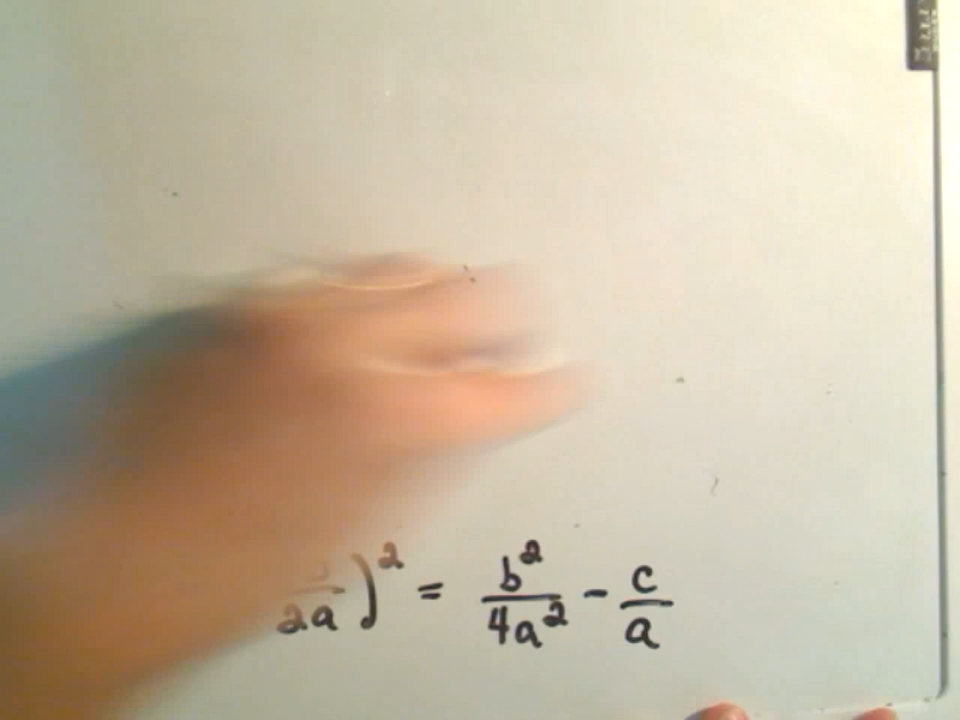 2a)² = b²/4a² - c/a